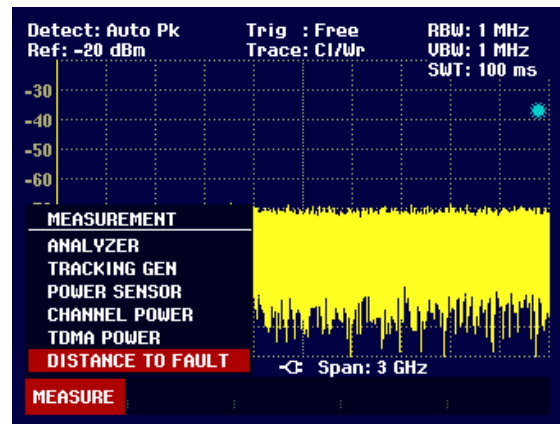 Detect: Auto Pk Trig : Free RBW: 1 MHz
Ref: -20 dBm Trace: Cl/Wr VBW: 1 MHz
SWT: 100 ms
-30
-40
-50
-60
MEASUREMENT
ANALYZER
TRACKING GEN
POWER SENSOR
CHANNEL POWER
TDMA POWER
DISTANCE TO FAULT
Span: 3 GHz
MEASURE